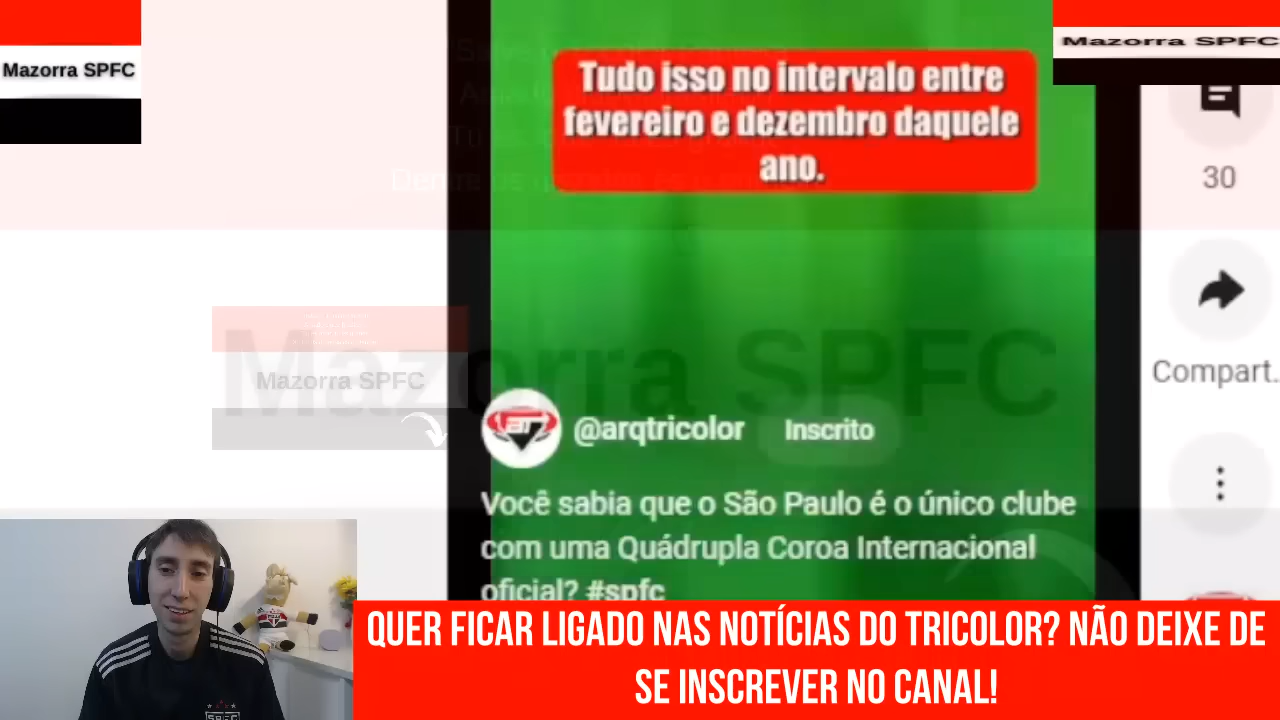 Mazorra SPFC
Mazorra SPFC
Tudo isso no intervalo entre
fevereiro e dezembro daquele
ano.
30
Compart.
Mazorra SPFC
Mazorra SPFC
@arqtricolor Inscrito
Você sabia que o São Paulo é o único clube
com uma Quádrupla Coroa Internacional
oficial? #spfc
QUER FICAR LIGADO NAS NOTÍCIAS DO TRICOLOR? NÃO DEIXE DE
SE INSCREVER NO CANAL!
SPFC